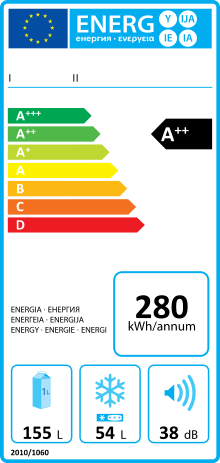 ENERG Y UA
енергия · ενεργεια IE IA
I II
A+++
A++
A+
A
B
C
D
A++
ENERGIA · ЕНЕРГИЯ
ΕΝΕΡΓΕΙΑ · ENERGIJA
ENERGY · ENERGIE · ENERGI
280
kWh/annum
1L
155 L
54 L
38 dB
2010/1060